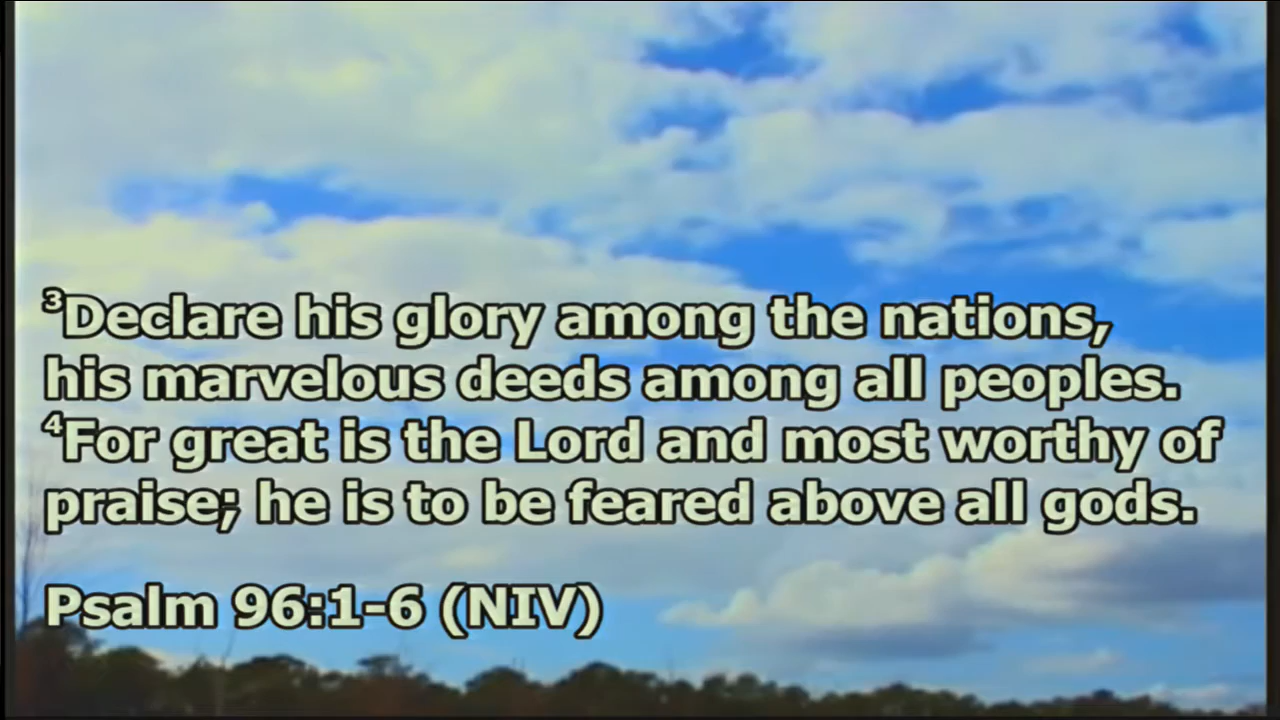 ³Declare his glory among the nations,
his marvelous deeds among all peoples.
⁴For great is the Lord and most worthy of
praise; he is to be feared above all gods.
Psalm 96:1-6 (NIV)